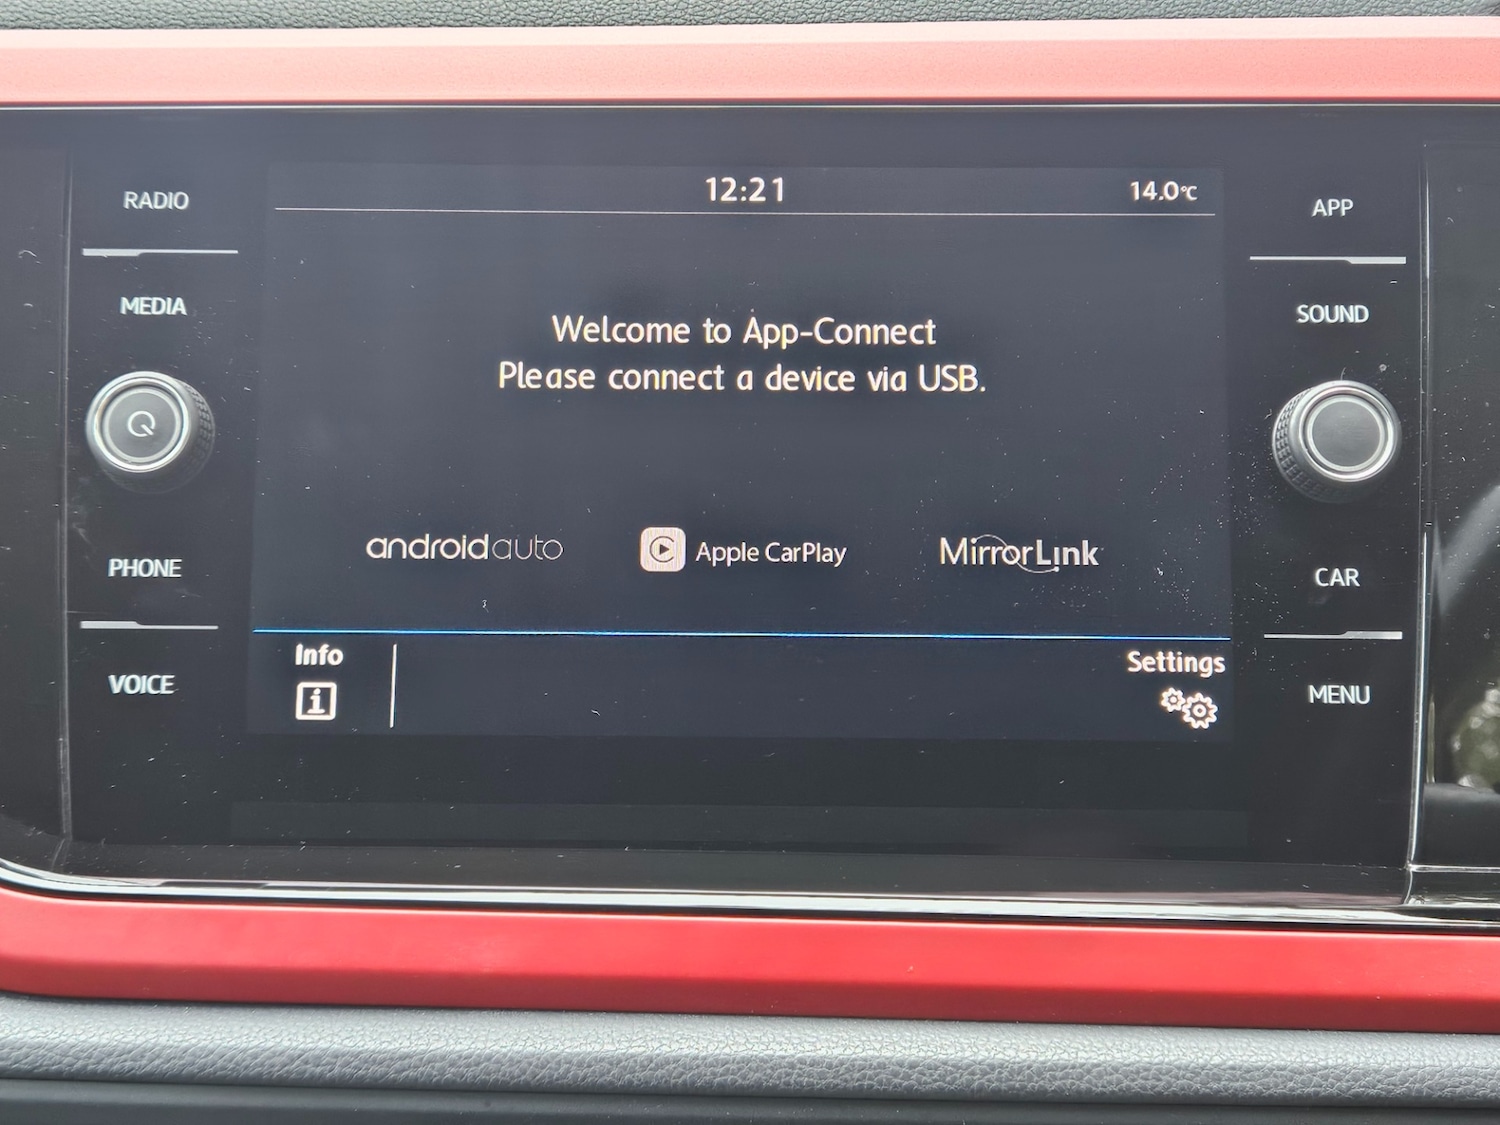 RADIO
MEDIA
PHONE
VOICE
12:21
14.0°C
Welcome to App-Connect
Please connect a device via USB.
androidauto
Apple CarPlay
MirrorLink
Info
i
Settings
APP
SOUND
CAR
MENU